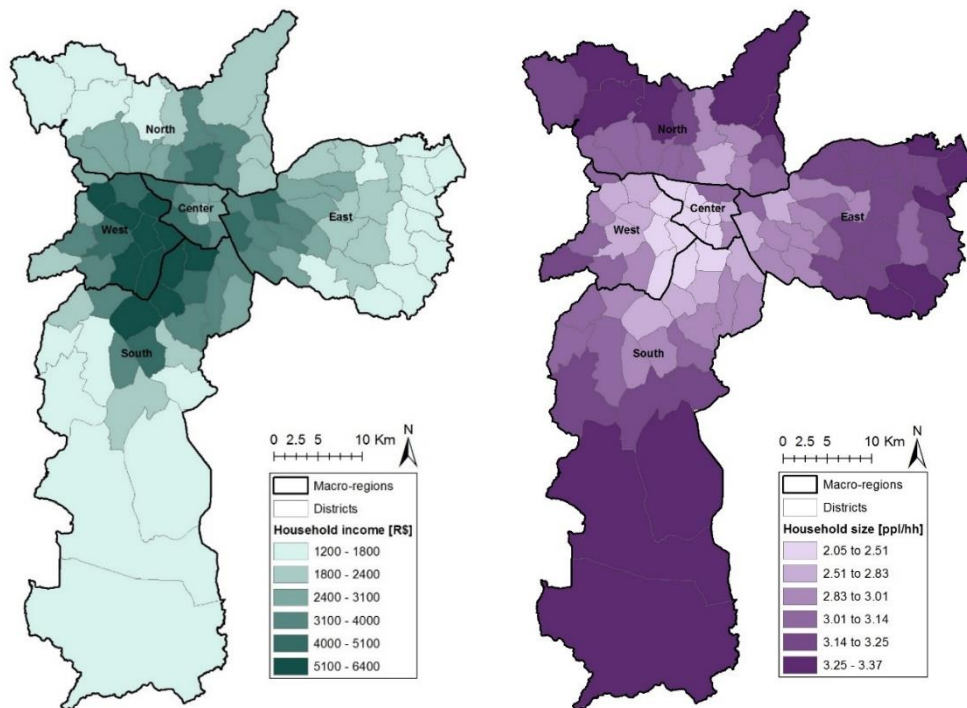 North
Center
West
East
South
N
0 2.5 5 10 Km
Macro-regions
Districts
Household income [R$]
1200 - 1800
1800 - 2400
2400 - 3100
3100 - 4000
4000 - 5100
5100 - 6400
North
Center
West
East
South
N
0 2.5 5 10 Km
Macro-regions
Districts
Household size [ppl/hh]
2.05 to 2.51
2.51 to 2.83
2.83 to 3.01
3.01 to 3.14
3.14 to 3.25
3.25 - 3.37